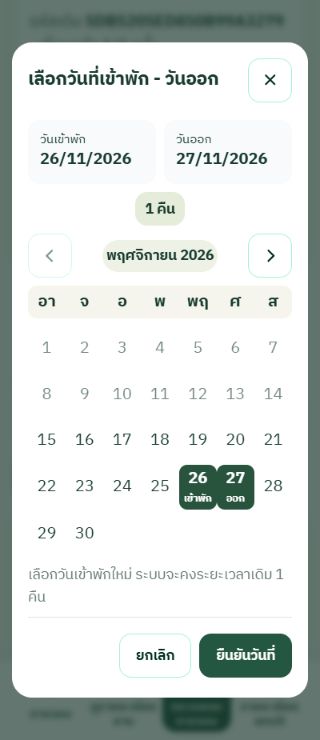 เลือกวันที่เข้าพัก - วันออก
วันเข้าพัก
26/11/2026
วันออก
27/11/2026
1 คืน
พฤศจิกายน 2026
อา จ อ พ พฤ ศ ส
1 2 3 4 5 6 7
8 9 10 11 12 13 14
15 16 17 18 19 20 21
22 23 24 25 26 27 28
เข้าพัก ออก
29 30
เลือกวันเข้าพักใหม่ ระบบจะคงระยะเวลาเดิม 1
คืน
ยกเลิก ยืนยันวันที่